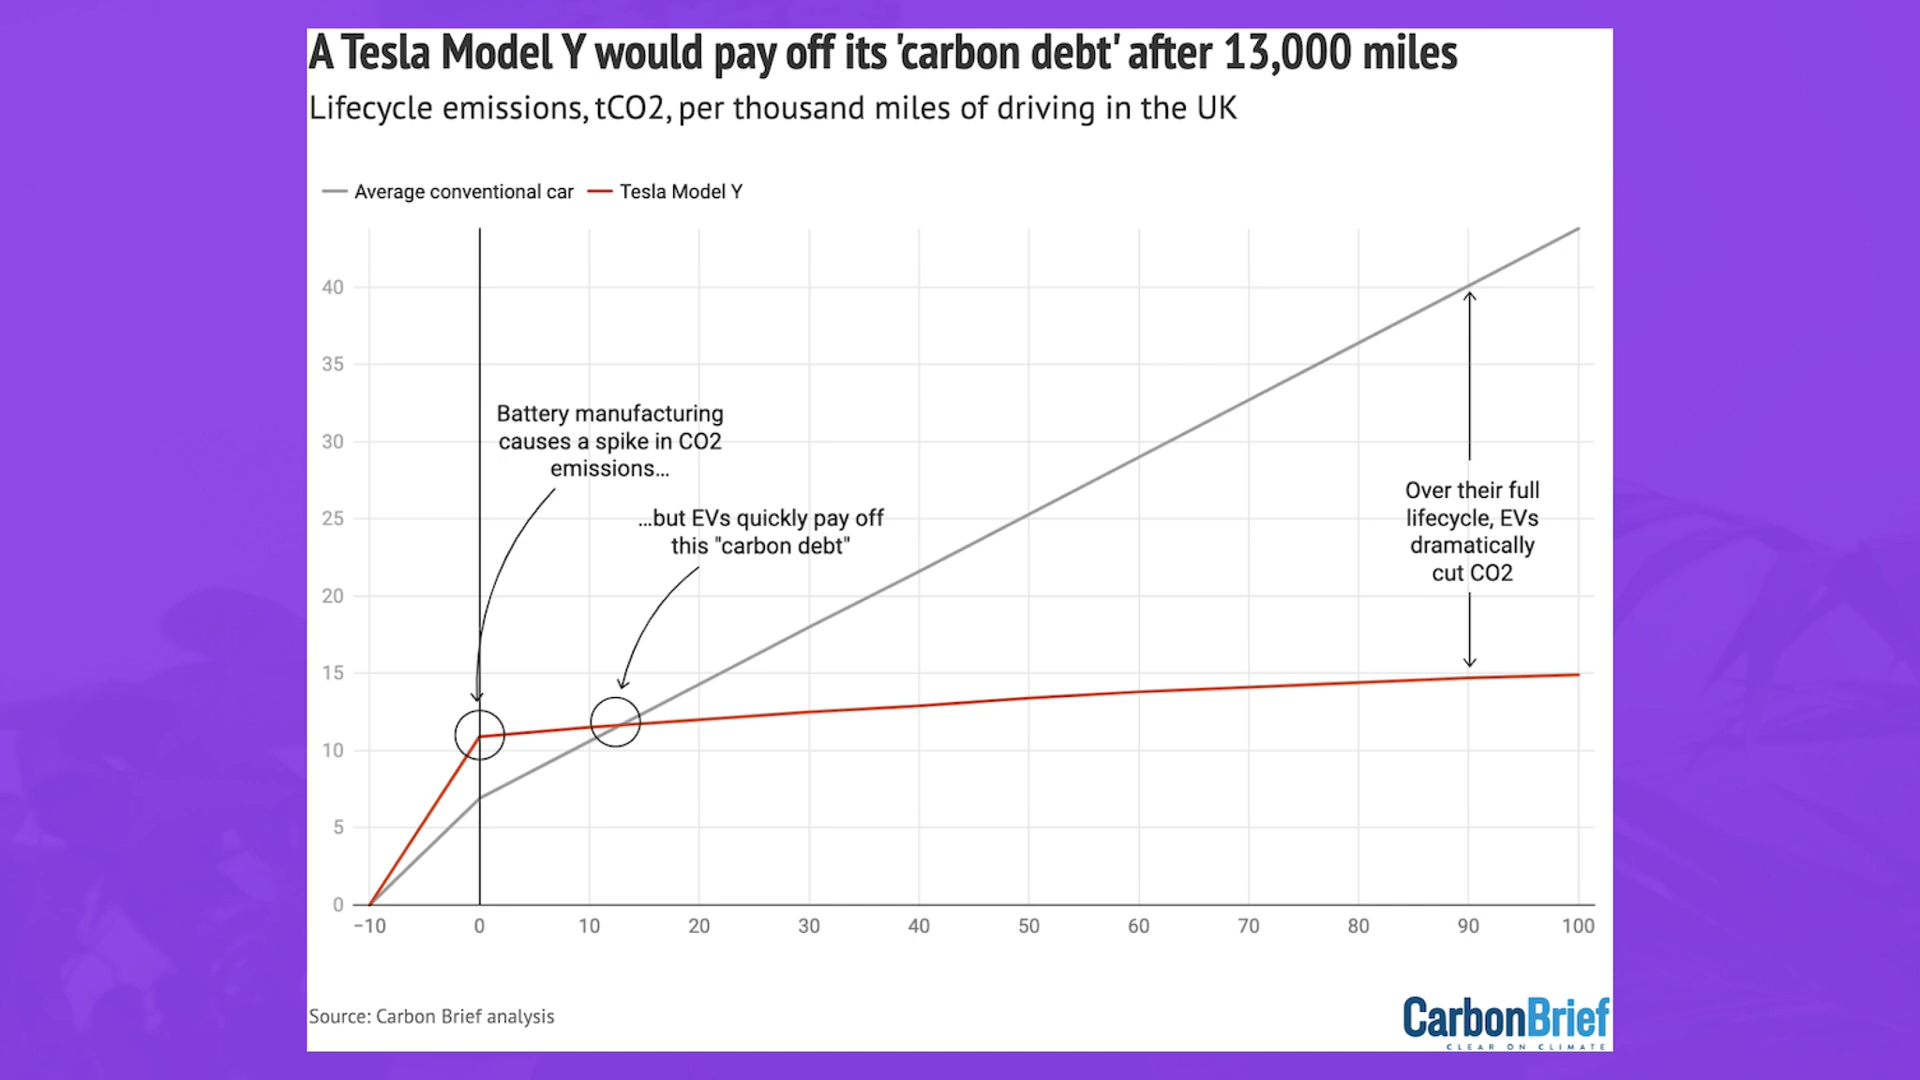 A Tesla Model Y would pay off its 'carbon debt' after 13,000 miles
Lifecycle emissions, tCO2, per thousand miles of driving in the UK
Average conventional car
Tesla Model Y
40
35
30
25
20
15
10
5
0
Battery manufacturing
causes a spike in CO2
emissions...
...but EVs quickly pay off
this "carbon debt"
Over their full
lifecycle, EVs
dramatically
cut CO2
−10 0 10 20 30 40 50 60 70 80 90 100
Source: Carbon Brief analysis
CarbonBrief
CLEAR ON CLIMATE